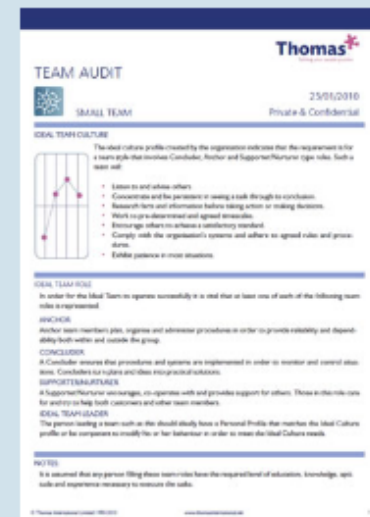 Thomas
TEAM AUDIT
SMALL TEAM
25/01/2010
Private & Confidential
IDEAL TEAM CULTURE
The ideal culture profile created by the organisation indicates that the requirement is for
a team style that involves Concluder, Anchor and Supporter/Nurturer type roles. Such a
team will:
• Listen to and advise others.
• Concentrate and be persistent in seeing a task through to conclusion.
• Research facts and information before taking action or making decisions.
• Work to pre-determined and agreed timescales.
• Encourage others to achieve a satisfactory standard.
• Comply with the organisation's systems and adhere to agreed rules and proce-
dures.
• Exhibit patience in most situations.
IDEAL TEAM ROLE
In order for the Ideal Team to operate successfully it is vital that at least one of each of the following team
roles is represented.
ANCHOR
Anchor team members plan, organise and administer procedures in order to provide reliability and depend-
ability both within and outside the group.
CONCLUDER
A Concluder ensures that procedures and systems are implemented in order to monitor and control situa-
tions. Concluders turn plans and ideas into practical solutions.
SUPPORTER/NURTURER
A Supporter/Nurturer encourages, co-operates with and provides support for others. Those in this role care
for and try to help both customers and other team members.
IDEAL TEAM LEADER
The person leading a team such as this should ideally have a Personal Profile that matches the Ideal Culture
profile or be competent to modify his or her behaviour in order to meet the Ideal Culture needs.
NOTES
It is assumed that any person filling these team roles have the required level of education, knowledge, apti-
tude and experience necessary to execute the tasks.
© Thomas International Limited